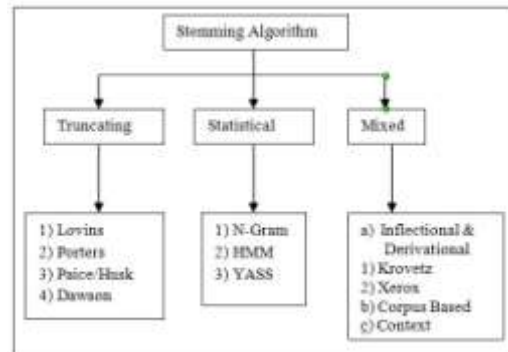 Stemming Algorithm
Truncating
Statistical
Mixed
1) Lovins
2) Porters
3) Paice/Husk
4) Dawson
1) N-Gram
2) HMM
3) YASS
a) Inflectional &
Derivational
1) Krovetz
2) Xerox
b) Corpus Based
c) Context